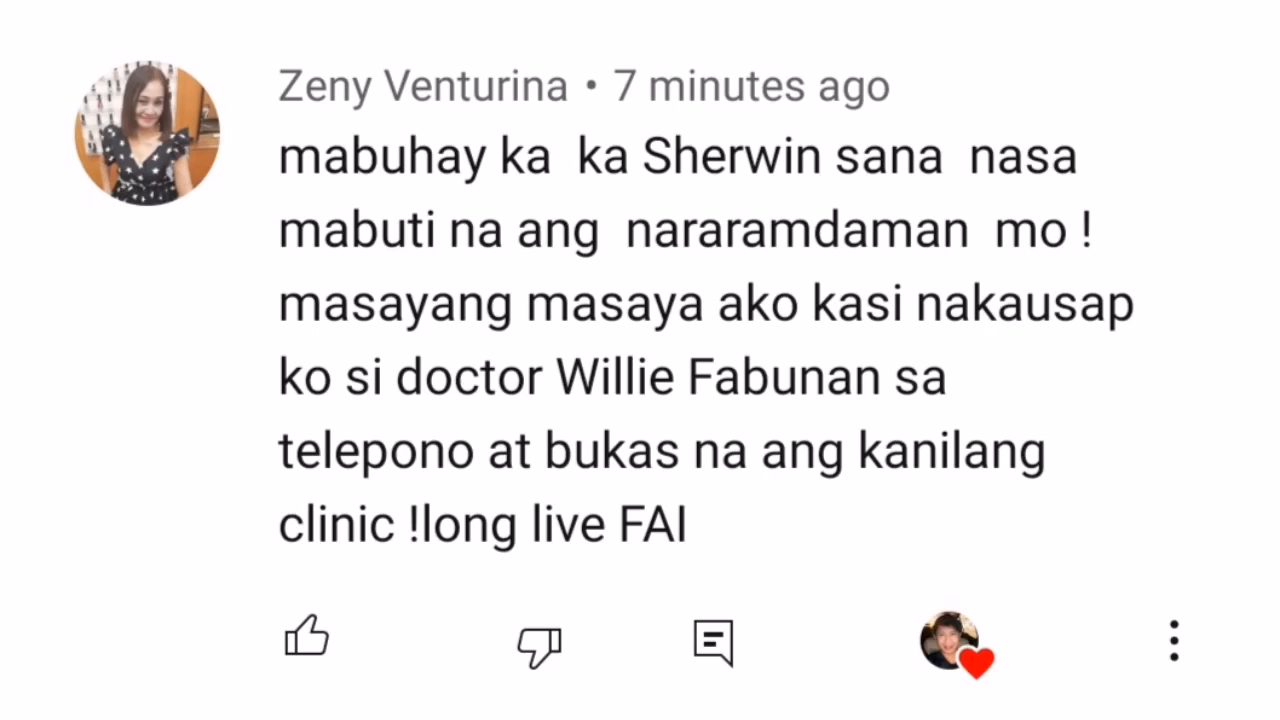 Zeny Venturina • 7 minutes ago
mabuhay ka  ka Sherwin sana  nasa
mabuti na ang  nararamdaman  mo !
masayang masaya ako kasi nakausap
ko si doctor Willie Fabunan sa
telepono at bukas na ang kanilang
clinic !long live FAI